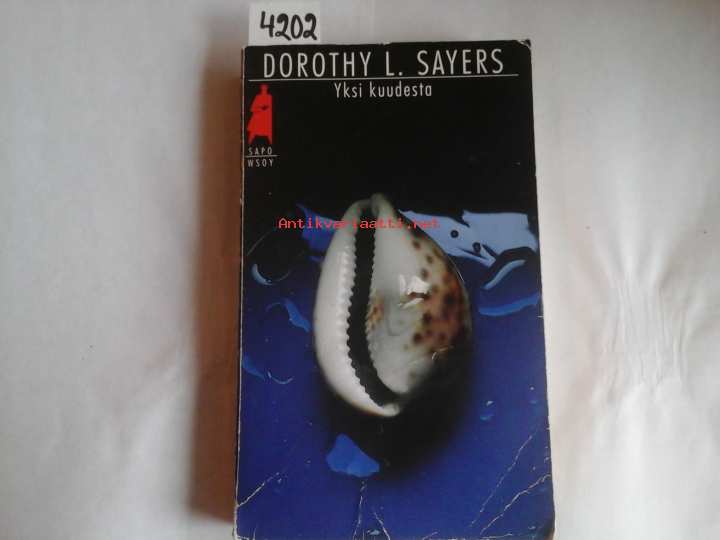 4202
DOROTHY L. SAYERS
Yksi kuudesta
SAPO
WSOY
Antikvariaatti.net